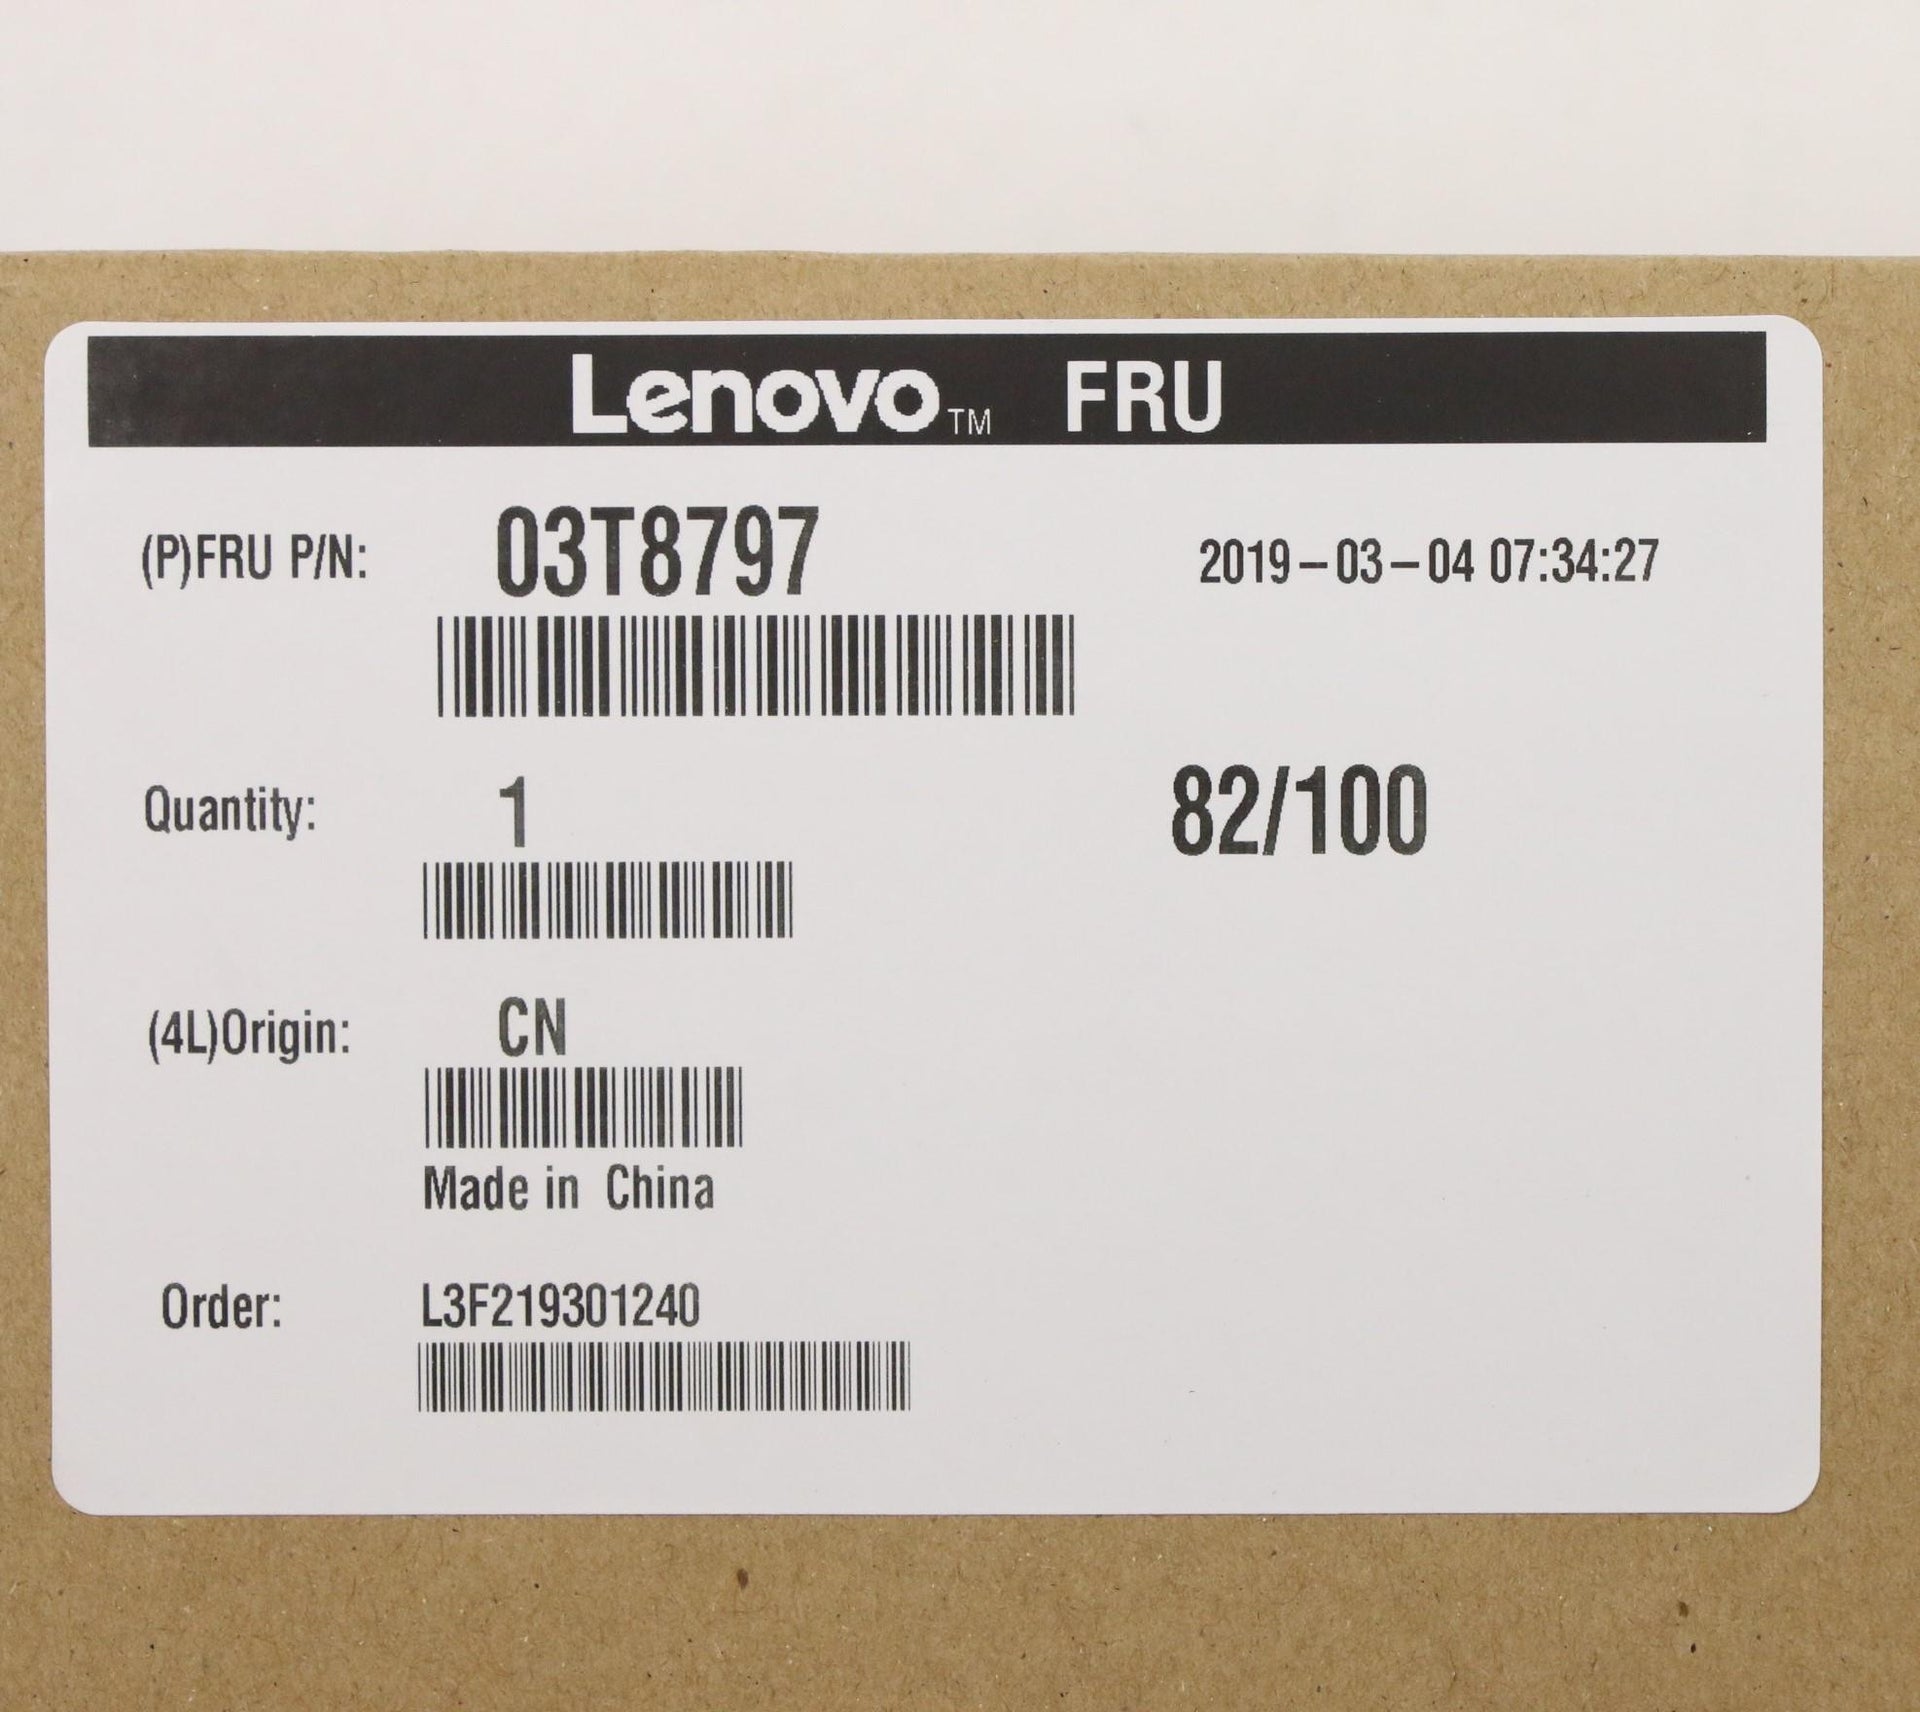 Lenovo™ FRU
(P)FRU P/N: 03T8797 2019-03-04 07:34:27
Quantity: 1 82/100
(4L)Origin: CN
Made in China
Order: L3F219301240